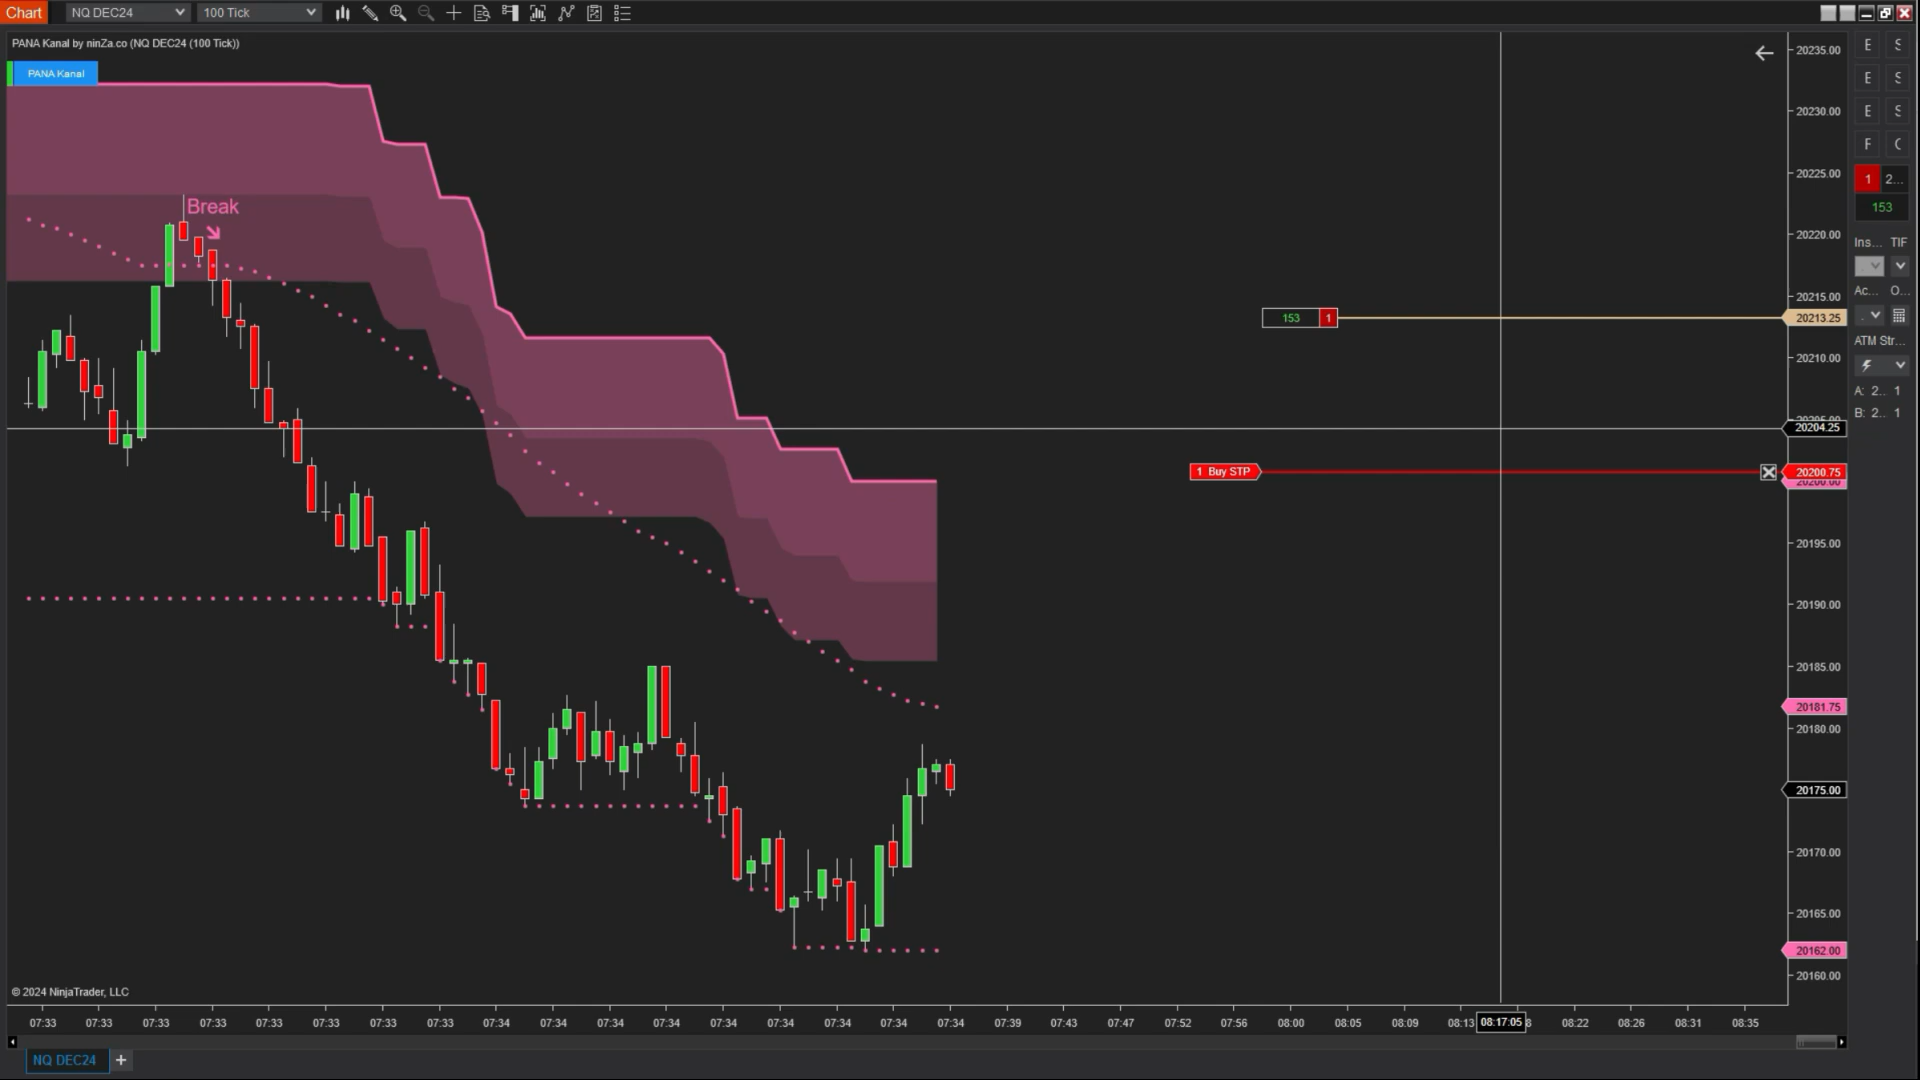 Chart NQ DEC24 100 Tick
PANA Kanal by ninZa.co (NQ DEC24 (100 Tick))
PANA Kanal
Break
153 1
1 Buy STP
20235.00
20230.00
20225.00
20220.00
20215.00
20213.25
20210.00
20204.25
20200.75
20195.00
20190.00
20185.00
20181.75
20180.00
20175.00
20170.00
20165.00
20162.00
20160.00
E S
E S
E S
F C
1 2...
153
Ins... TIF
Ac... O...
ATM Str...
A: 2... 1
B: 2... 1
© 2024 NinjaTrader, LLC
07:33 07:33 07:33 07:33 07:33 07:33 07:33 07:33 07:34 07:34 07:34 07:34 07:34 07:34 07:34 07:34 07:34 07:39 07:43 07:47 07:52 07:56 08:00 08:05 08:09 08:13 08:17:05 08:22 08:26 08:31 08:35
NQ DEC24 +